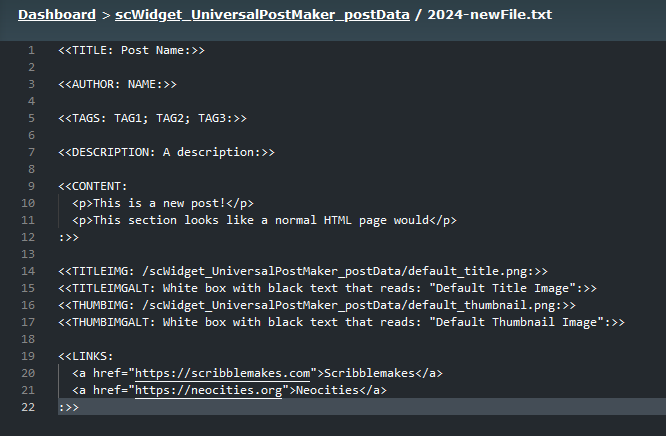 Dashboard > scWidget_UniversalPostMaker_postData / 2024-newFile.txt
1 <<TITLE: Post Name:>>
2
3 <<AUTHOR: NAME:>>
4
5 <<TAGS: TAG1; TAG2; TAG3:>>
6
7 <<DESCRIPTION: A description:>>
8
9 <<CONTENT:
10 <p>This is a new post!</p>
11 <p>This section looks like a normal HTML page would</p>
12 :>>
13
14 <<TITLEIMG: /scWidget_UniversalPostMaker_postData/default_title.png:>>
15 <<TITLEIMGALT: White box with black text that reads: "Default Title Image":>>
16 <<THUMBIMG: /scWidget_UniversalPostMaker_postData/default_thumbnail.png:>>
17 <<THUMBIMGALT: White box with black text that reads: "Default Thumbnail Image":>>
18
19 <<LINKS:
20 <a href="https://scribblemakes.com">Scribblemakes</a>
21 <a href="https://neocities.org">Neocities</a>
22 :>>